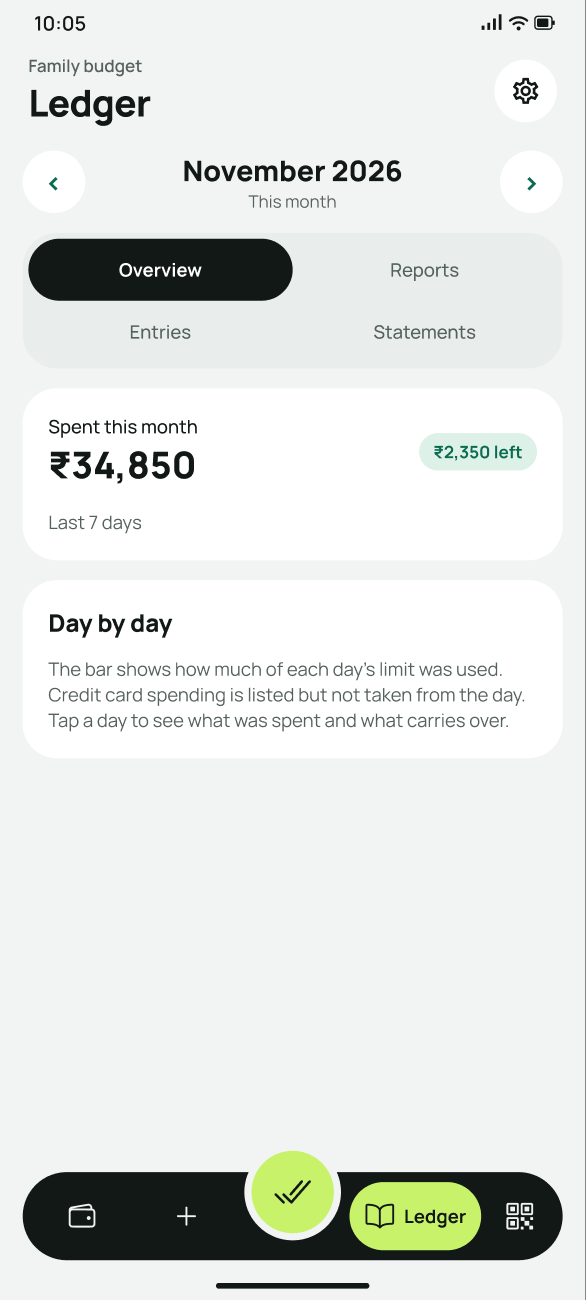 10:05
Family budget
Ledger
November 2026
This month
Overview
Reports
Entries
Statements
Spent this month
₹34,850
₹2,350 left
Last 7 days
Day by day
The bar shows how much of each day's limit was used.
Credit card spending is listed but not taken from the day.
Tap a day to see what was spent and what carries over.
Ledger